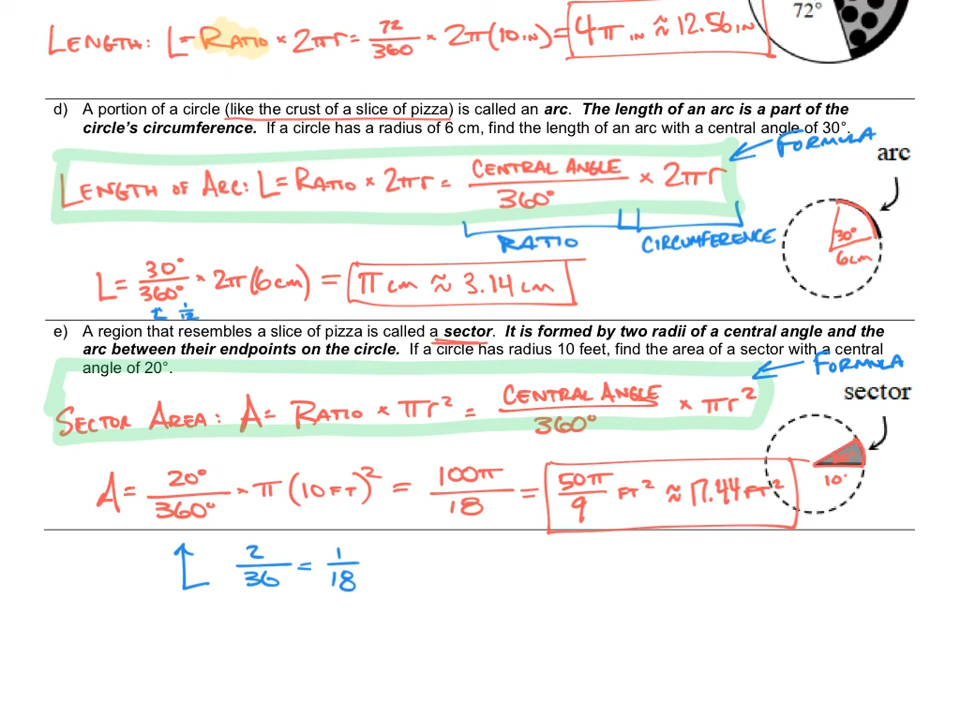 72°
LENGTH: L = RATIO × 2πr = 72/360 × 2π(10 IN) = 4π IN ≈ 12.56 IN
d) A portion of a circle (like the crust of a slice of pizza) is called an arc. The length of an arc is a part of the
circle's circumference. If a circle has a radius of 6 cm, find the length of an arc with a central angle of 30°.
FORMULA
arc
LENGTH OF ARC: L = RATIO × 2πr = CENTRAL ANGLE/360° × 2πr
RATIO CIRCUMFERENCE
30°
6cm
L = 30°/360° × 2π(6cm) = π cm ≈ 3.14 cm
1/12
e) A region that resembles a slice of pizza is called a sector. It is formed by two radii of a central angle and the
arc between their endpoints on the circle. If a circle has radius 10 feet, find the area of a sector with a central
angle of 20°.
FORMULA
sector
SECTOR AREA: A = RATIO × πr² = CENTRAL ANGLE/360° × πr²
10'
A = 20°/360° × π(10FT)² = 100π/18 = 50π/9 FT² ≈ 17.44 FT²
2/36 = 1/18